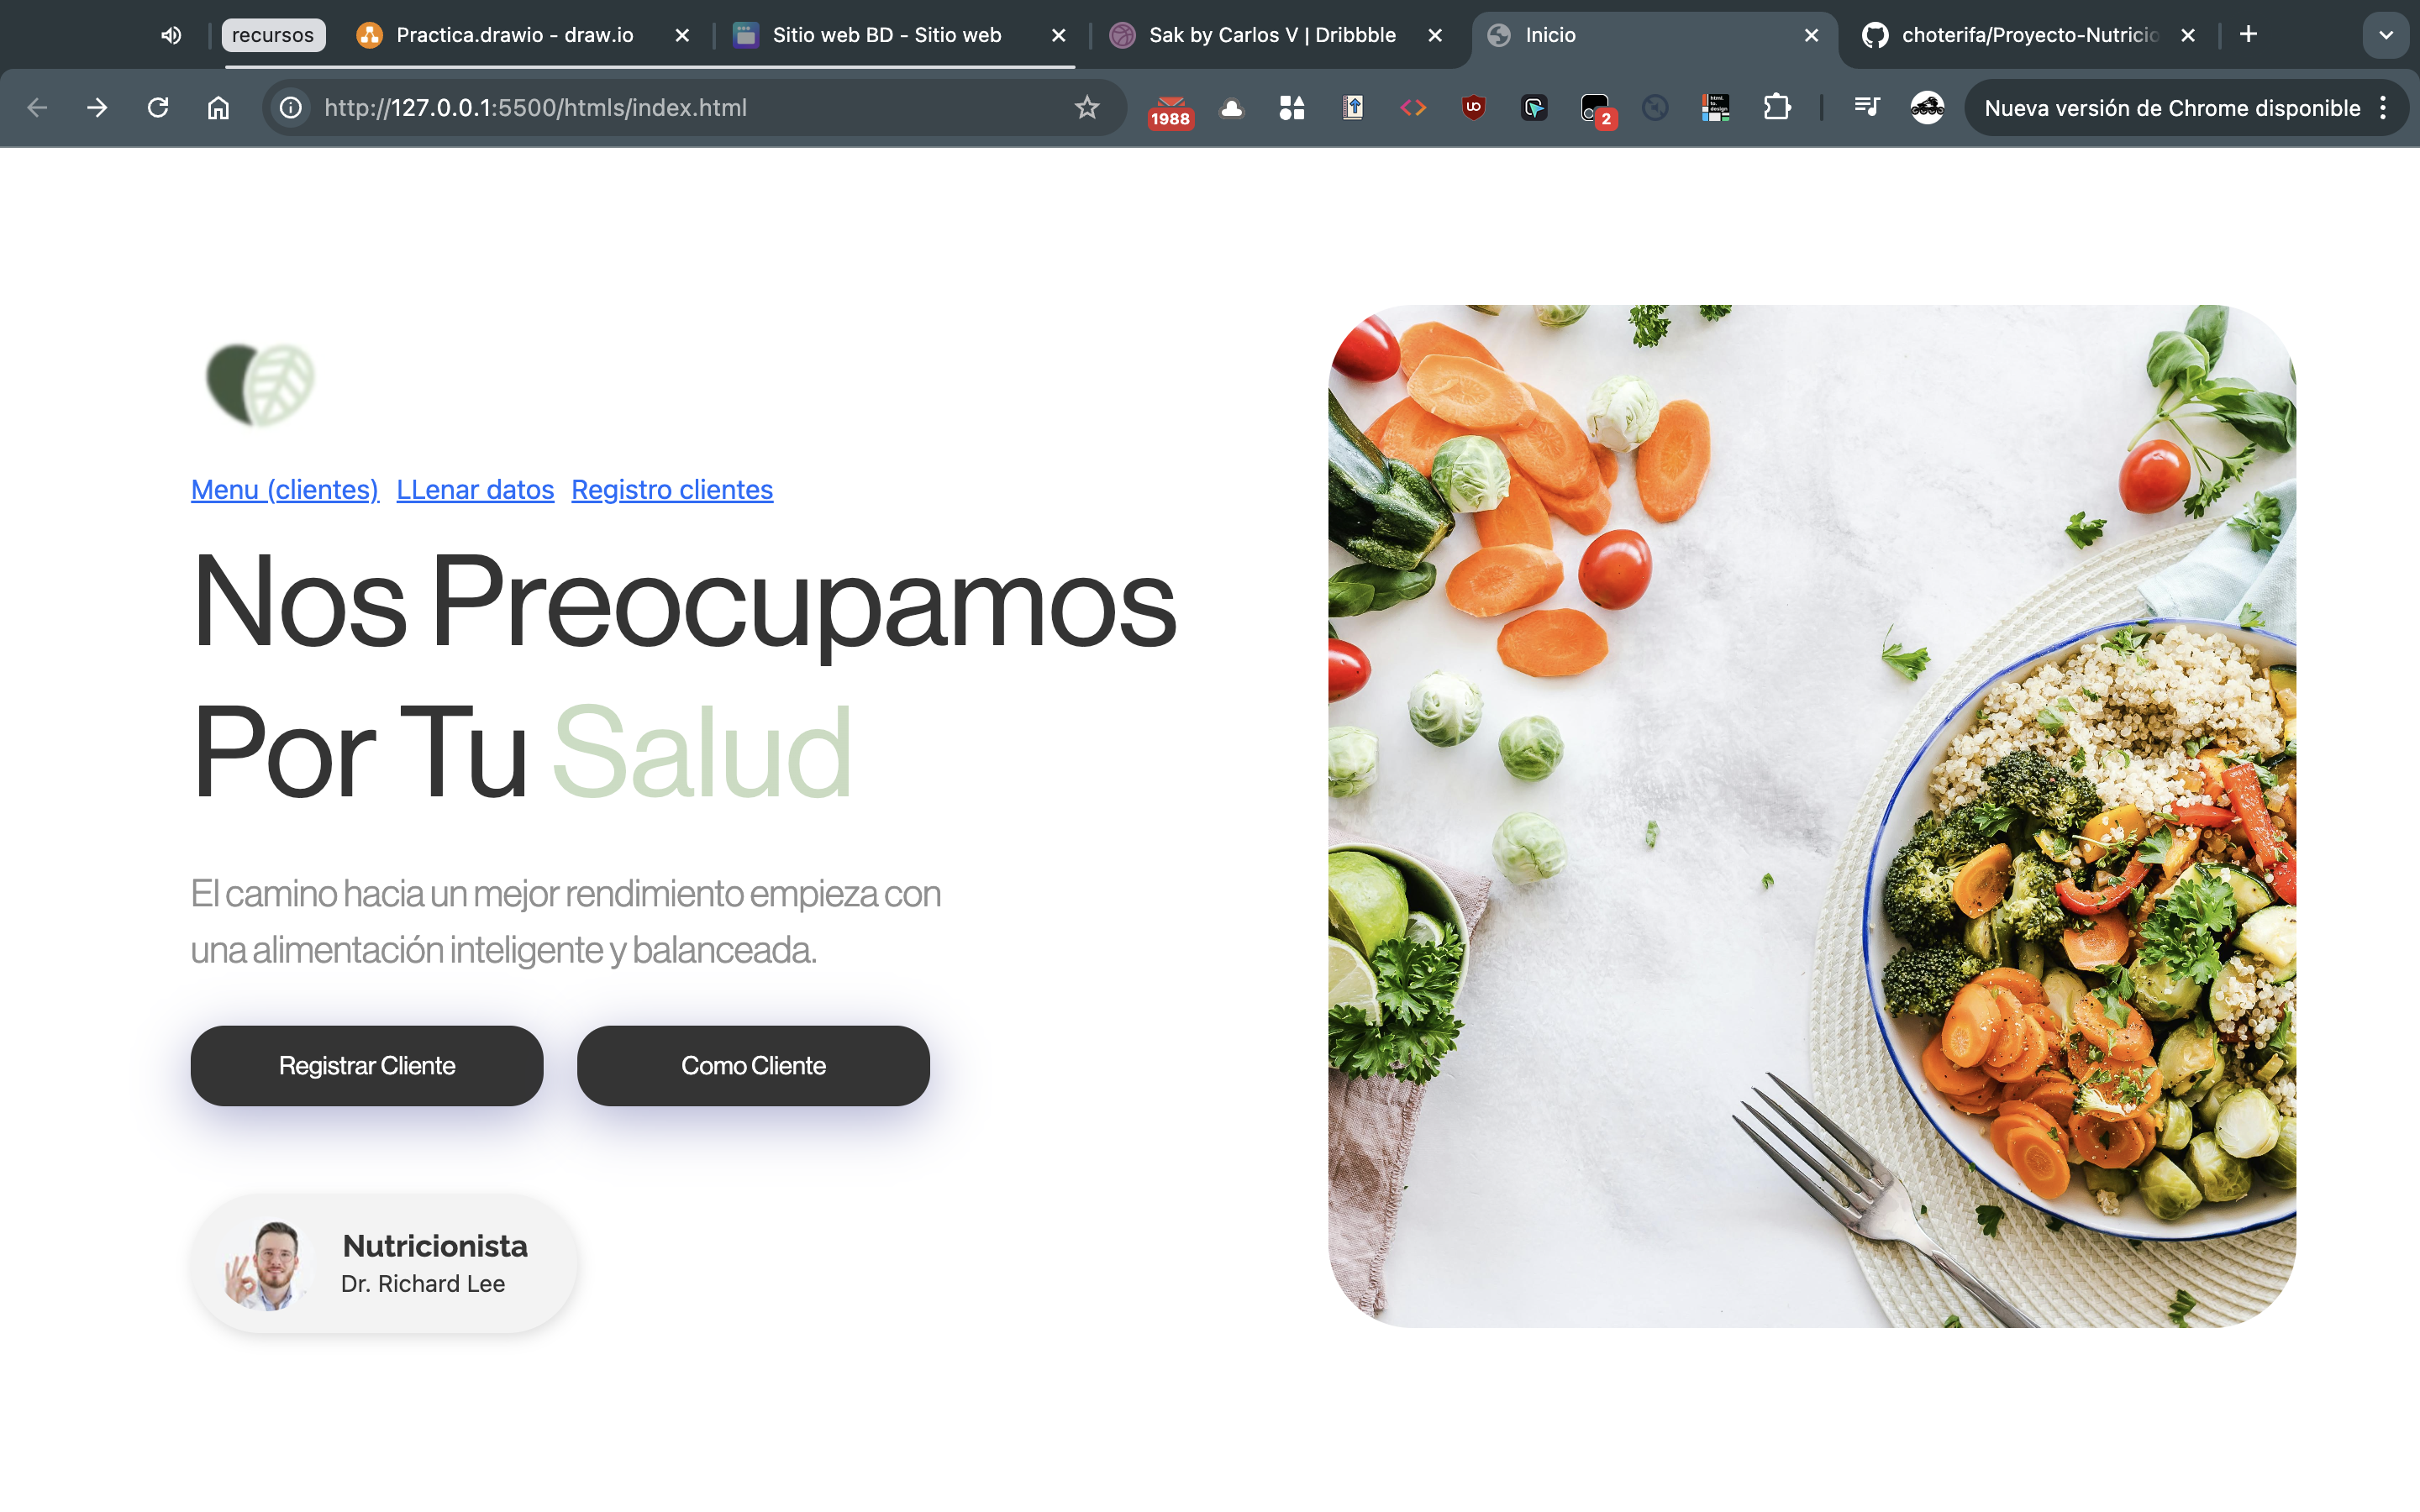 recursos
Practica.drawio - draw.io
Sitio web BD - Sitio web
Sak by Carlos V | Dribbble
Inicio
choterifa/Proyecto-Nutricio
http://127.0.0.1:5500/htmls/index.html
1988
2
Nueva versión de Chrome disponible
Menu (clientes) LLenar datos Registro clientes
Nos Preocupamos
Por Tu Salud
El camino hacia un mejor rendimiento empieza con
una alimentación inteligente y balanceada.
Registrar Cliente
Como Cliente
Nutricionista
Dr. Richard Lee